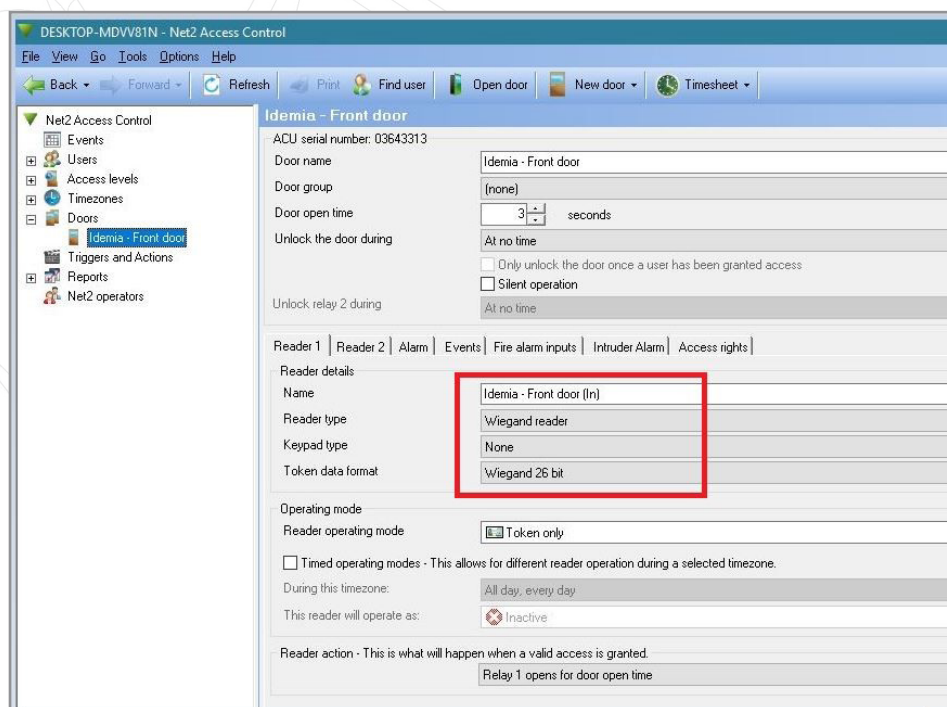 DESKTOP-MDVV81N - Net2 Access Control
File View Go Tools Options Help
Back Forward Refresh Print Find user Open door New door Timesheet
Net2 Access Control
Events
Users
Access levels
Timezones
Doors
Idemia - Front door
Triggers and Actions
Reports
Net2 operators
Idemia - Front door
ACU serial number: 03643313
Door name Idemia - Front door
Door group (none)
Door open time 3 seconds
Unlock the door during At no time
Only unlock the door once a user has been granted access
Silent operation
Unlock relay 2 during At no time
Reader 1 Reader 2 Alarm Events Fire alarm inputs Intruder Alarm Access rights
Reader details
Name Idemia - Front door (In)
Reader type Wiegand reader
Keypad type None
Token data format Wiegand 26 bit
Operating mode
Reader operating mode Token only
Timed operating modes - This allows for different reader operation during a selected timezone.
During this timezone: All day, every day
This reader will operate as: Inactive
Reader action - This is what will happen when a valid access is granted.
Relay 1 opens for door open time